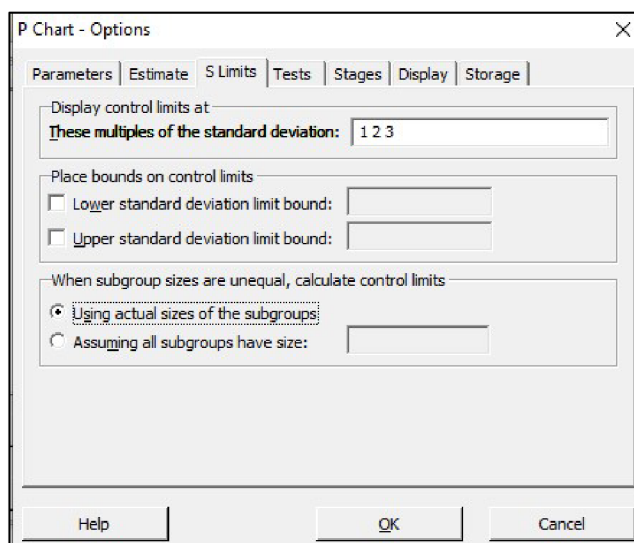 P Chart - Options
Parameters Estimate S Limits Tests Stages Display Storage
Display control limits at
These multiples of the standard deviation: 1 2 3
Place bounds on control limits
Lower standard deviation limit bound:
Upper standard deviation limit bound:
When subgroup sizes are unequal, calculate control limits
Using actual sizes of the subgroups
Assuming all subgroups have size:
Help OK Cancel